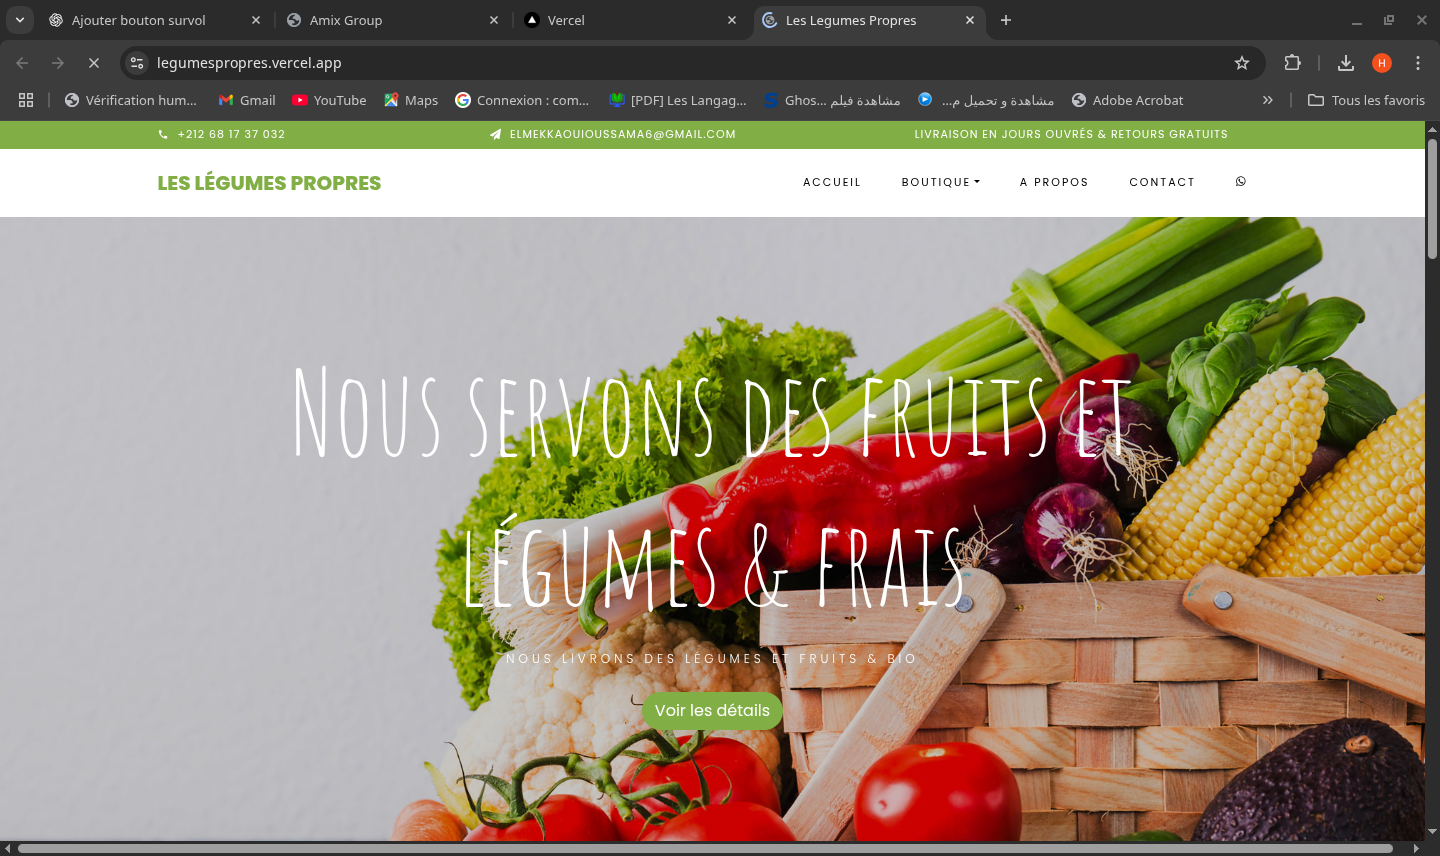 Ajouter bouton survol
Amix Group
Vercel
Les Legumes Propres
legumespropres.vercel.app
H
Vérification hum...
Gmail
YouTube
Maps
Connexion : com...
[PDF] Les Langag...
Ghos... مشاهدة فيلم
مشاهدة و تحميل م...
Adobe Acrobat
Tous les favoris
+212 68 17 37 032
ELMEKKAOUIOUSSAMA6@GMAIL.COM
LIVRAISON EN JOURS OUVRÉS & RETOURS GRATUITS
LES LÉGUMES PROPRES
ACCUEIL
BOUTIQUE
A PROPOS
CONTACT
Nous servons des fruits et
légumes & frais
NOUS LIVRONS DES LÉGUMES ET FRUITS & BIO
Voir les détails